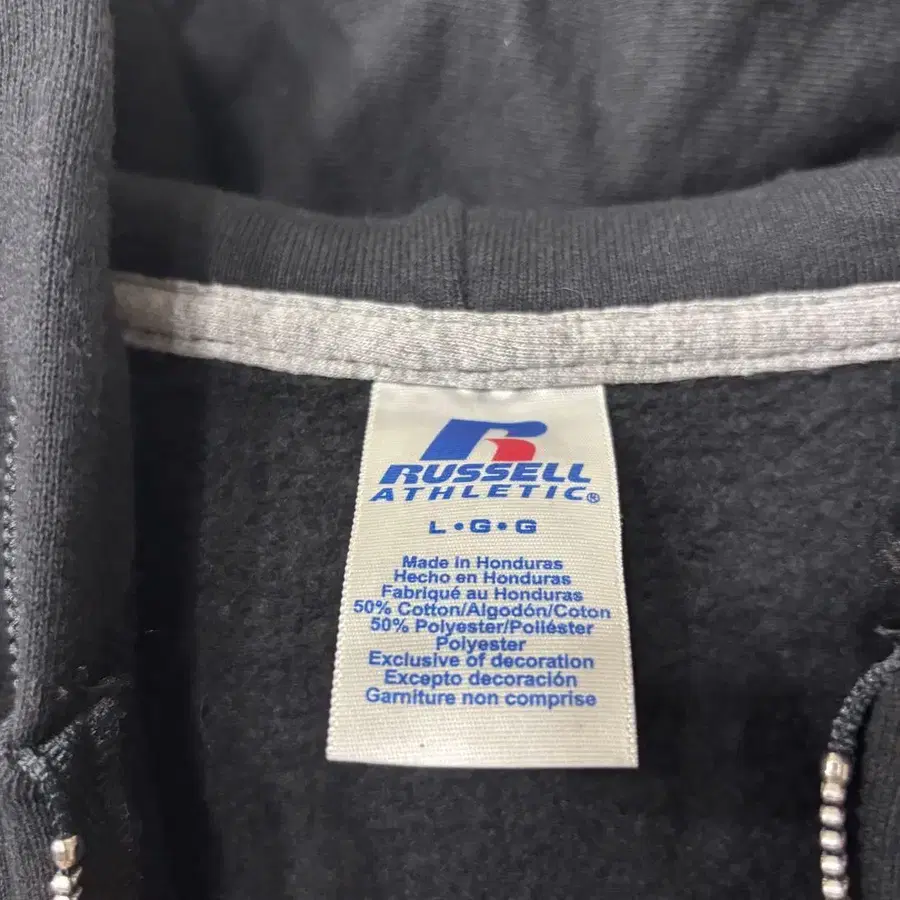 RUSSELL
ATHLETIC®
L•G•G
Made in Honduras
Hecho en Honduras
Fabriqué au Honduras
50% Cotton/Algodón/Coton
50% Polyester/Poliéster
Polyester
Exclusive of decoration
Excepto decoración
Garniture non comprise